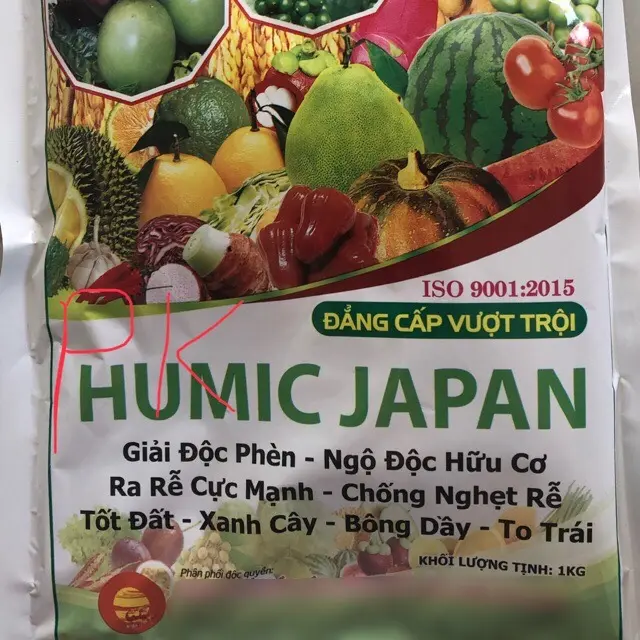 ISO 9001:2015
ĐẲNG CẤP VƯỢT TRỘI
PK
HUMIC JAPAN
Giải Độc Phèn - Ngộ Độc Hữu Cơ
Ra Rễ Cực Mạnh - Chống Nghẹt Rễ
Tốt Đất - Xanh Cây - Bông Dầy - To Trái
KHỐI LƯỢNG TỊNH: 1KG
Phân phối độc quyền: